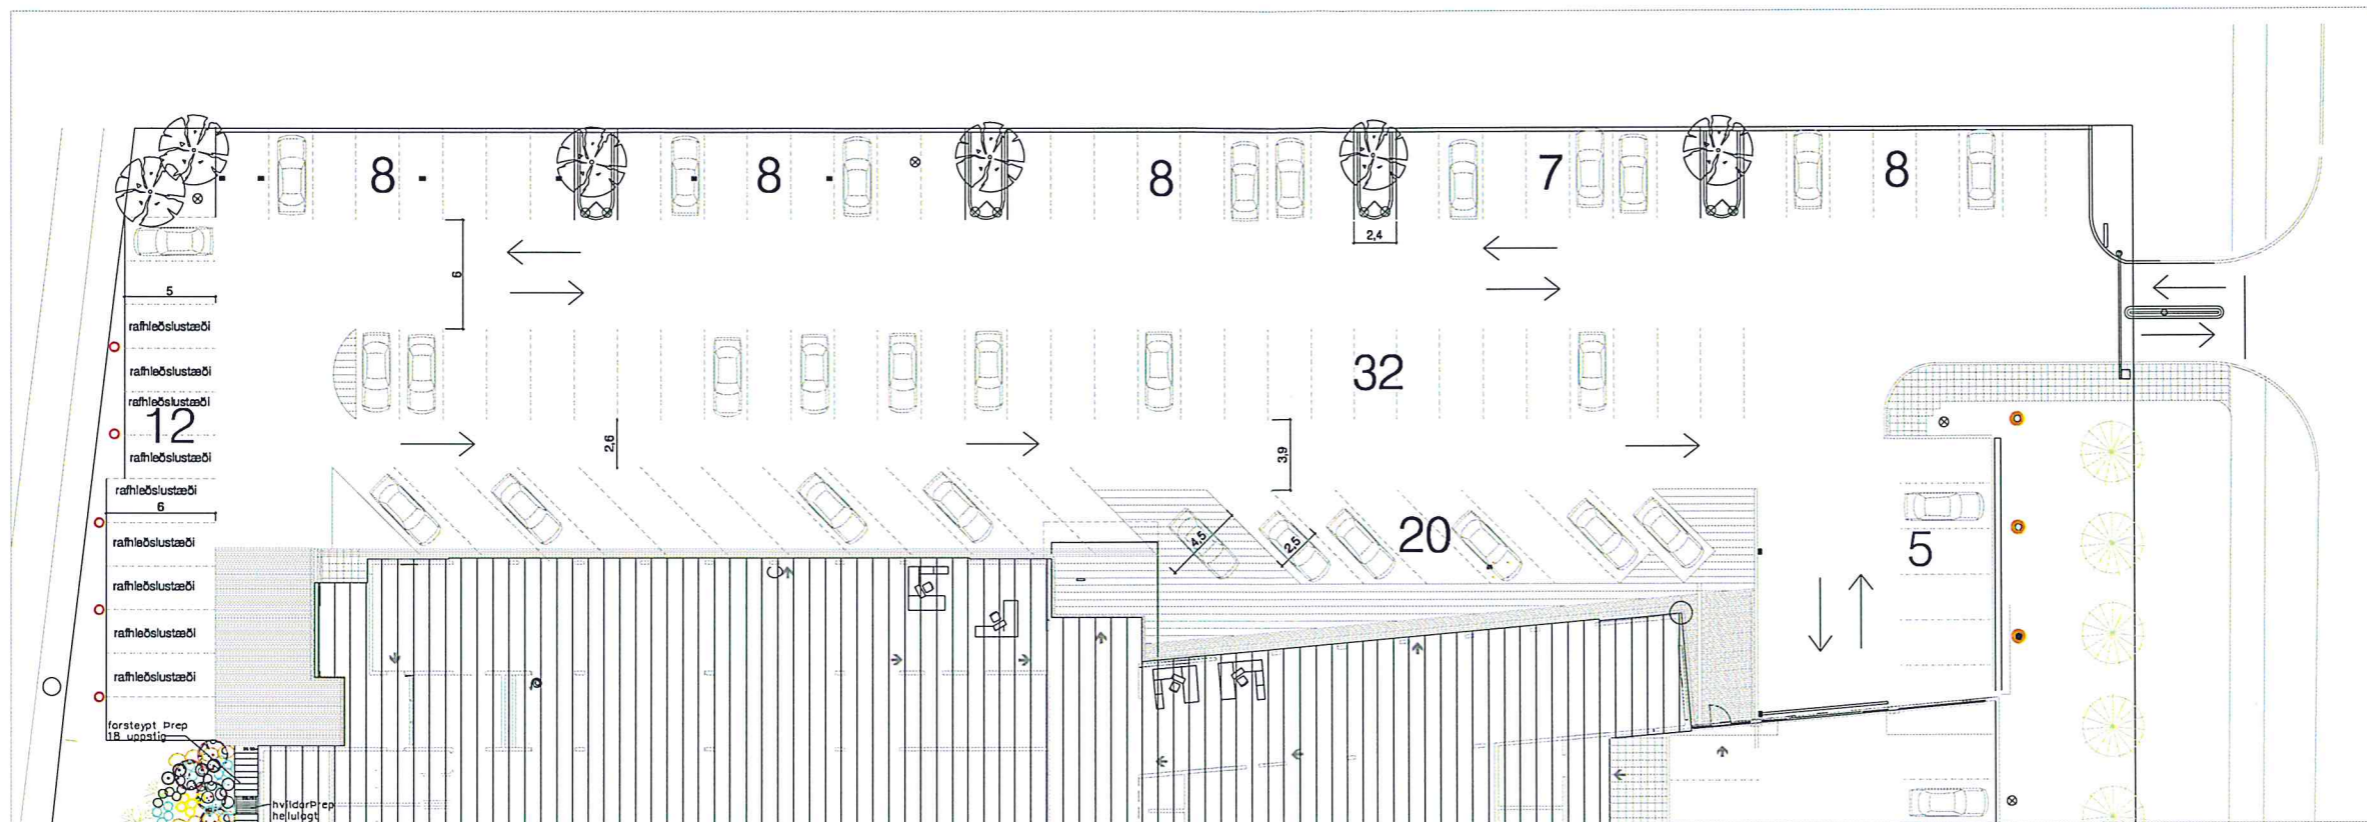 8
8
8
7
8
2,4
6
5
rafhleðslustæði
rafhleðslustæði
rafhleðslustæði
12
rafhleðslustæði
rafhleðslustæði
6
rafhleðslustæði
rafhleðslustæði
rafhleðslustæði
rafhleðslustæði
32
2,6
3,9
4,5
2,5
20
5
forsteypt Þrep
18 uppstig
hvíldarÞrep
hellulagt